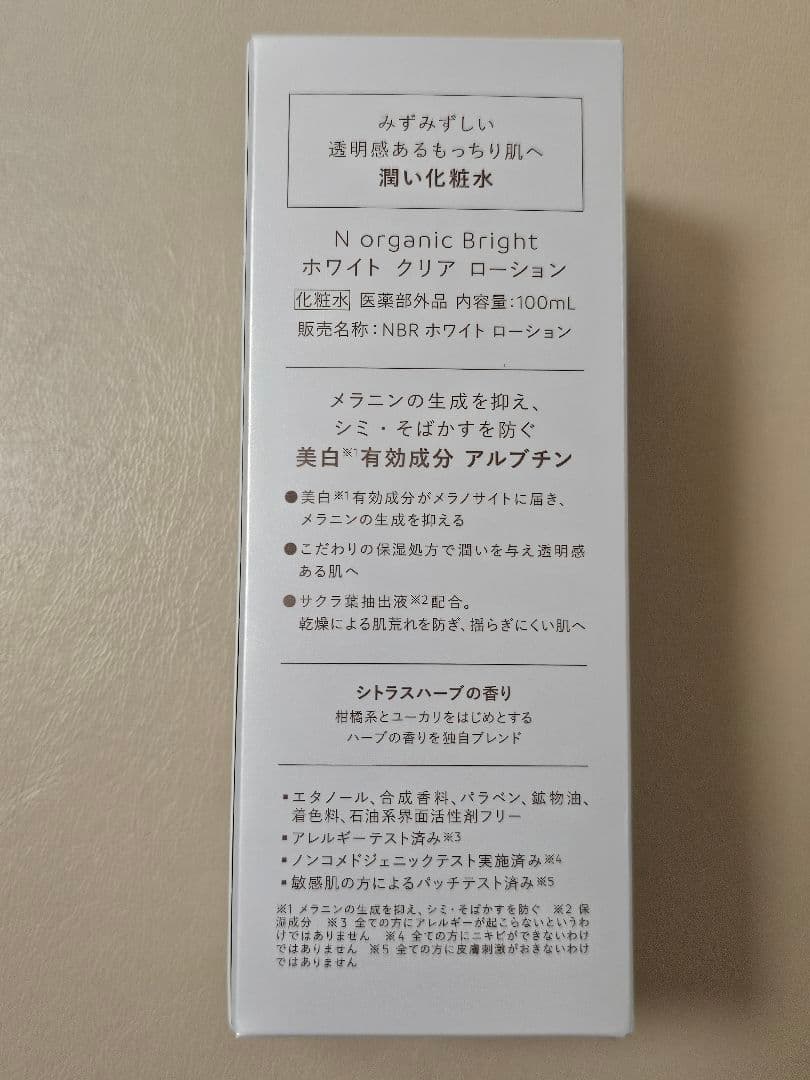 みずみずしい
透明感あるもっちり肌へ
潤い化粧水
N organic Bright
ホワイト クリア ローション
化粧水 医薬部外品 内容量:100mL
販売名称:NBR ホワイト ローション
メラニンの生成を抑え、
シミ・そばかすを防ぐ
美白※1有効成分 アルブチン
●美白※1有効成分がメラノサイトに届き、
メラニンの生成を抑える
●こだわりの保湿処方で潤いを与え透明感
ある肌へ
●サクラ葉抽出液※2配合。
乾燥による肌荒れを防ぎ、揺らぎにくい肌へ
シトラスハーブの香り
柑橘系とユーカリをはじめとする
ハーブの香りを独自ブレンド
▪エタノール、合成香料、パラベン、鉱物油、
着色料、石油系界面活性剤フリー
▪アレルギーテスト済み※3
▪ノンコメドジェニックテスト実施済み※4
▪敏感肌の方によるパッチテスト済み※5
※1 メラニンの生成を抑え、シミ・そばかすを防ぐ ※2 保
湿成分 ※3 全ての方にアレルギーが起こらないというわ
けではありません ※4 全ての方にニキビができないわけ
ではありません ※5 全ての方に皮膚刺激がおきないわけ
ではありません